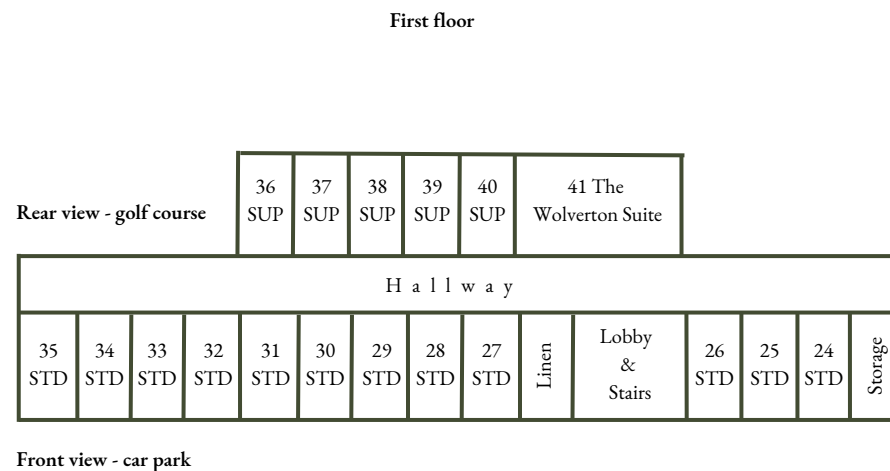 First floor
36
SUP
37
SUP
38
SUP
39
SUP
40
SUP
41 The
Wolverton Suite
Rear view - golf course
Hallway
35
STD
34
STD
33
STD
32
STD
31
STD
30
STD
29
STD
28
STD
27
STD
Linen
Lobby
&
Stairs
26
STD
25
STD
24
STD
Storage
Front view - car park